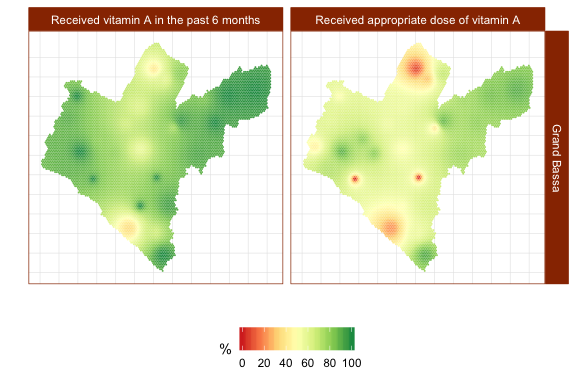 Received vitamin A in the past 6 months
Received appropriate dose of vitamin A
Grand Bassa
%
0 20 40 60 80 100